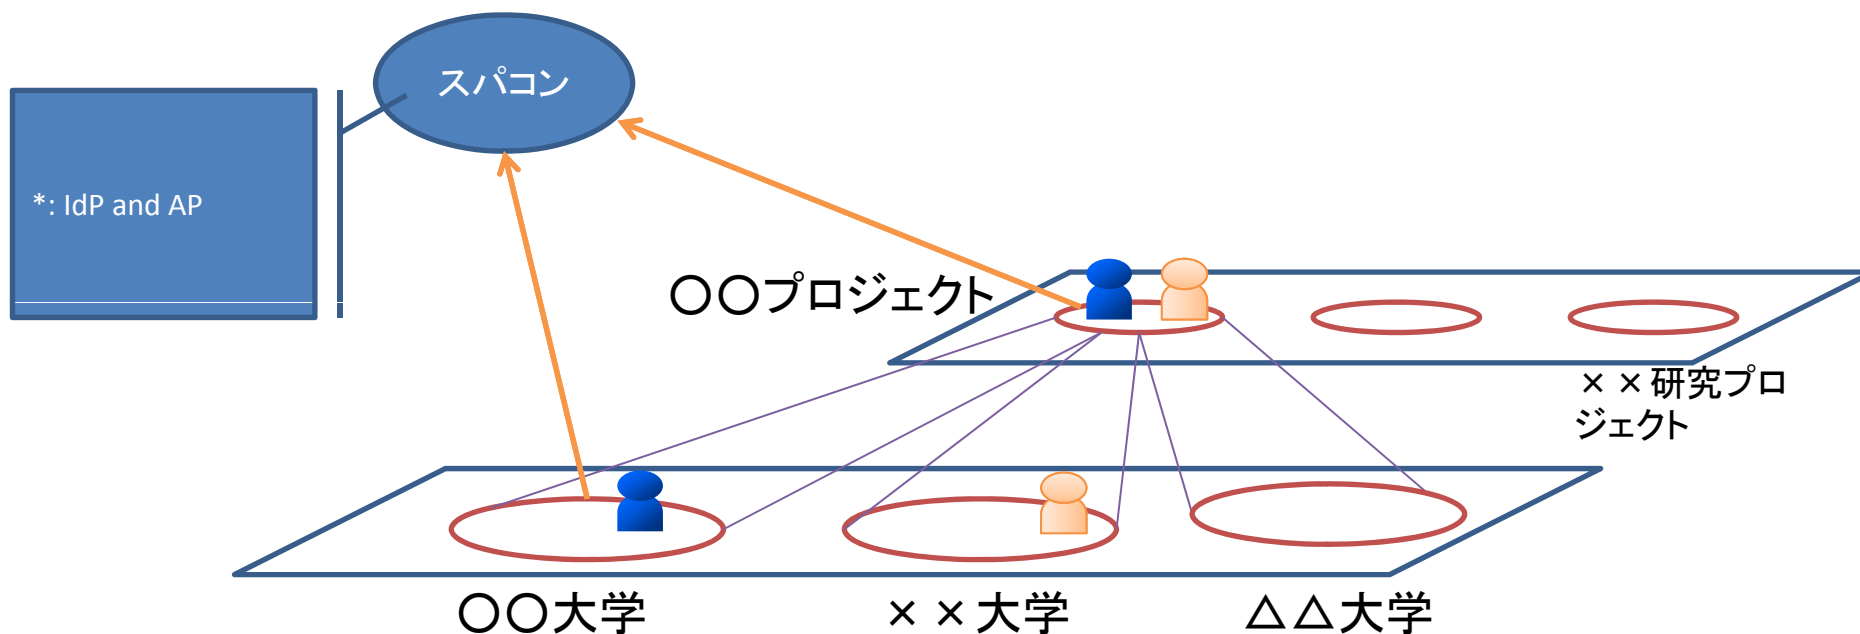 スパコン
*: IdP and AP
〇〇プロジェクト
××研究プロ
ジェクト
〇〇大学
××大学
△△大学